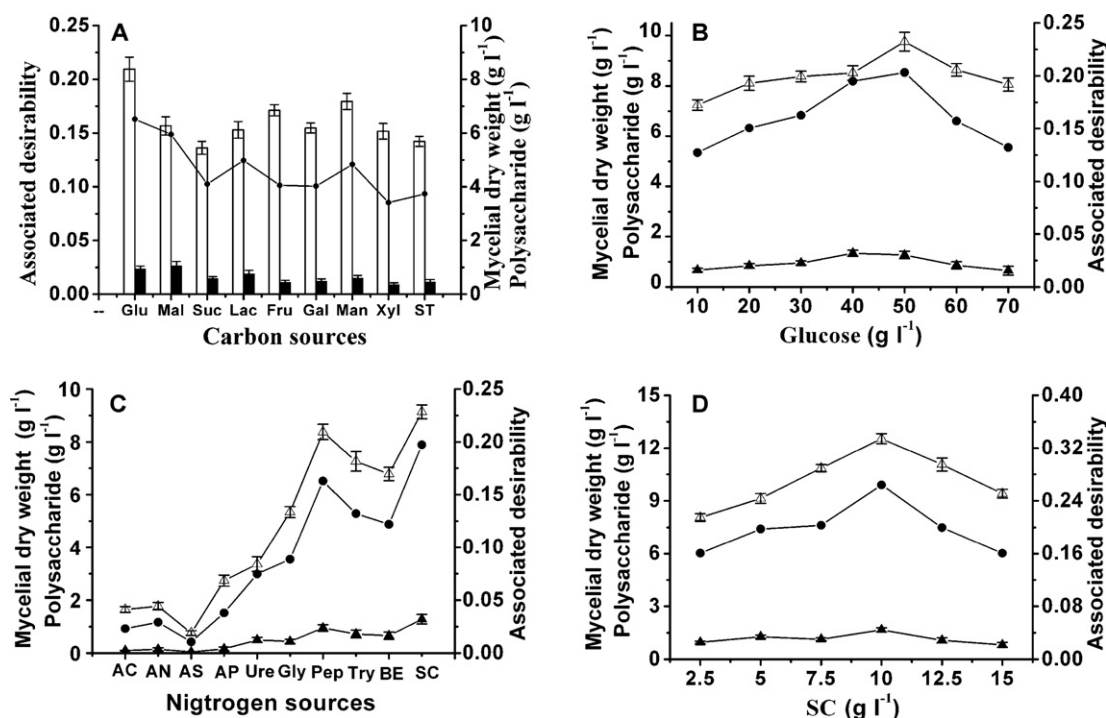 A
Associated desirability
0.25
0.20
0.15
0.10
0.05
0.00
10
8
6
4
2
0
Mycelial dry weight (g l-1)
Polysaccharide (g l-1)
-- Glu Mal Suc Lac Fru Gal Man Xyl ST
Carbon sources
B
Mycelial dry weight (g l-1)
Polysaccharide (g l-1)
10
8
6
4
2
0
0.25
0.20
0.15
0.10
0.05
0.00
Associated desirability
10 20 30 40 50 60 70
Glucose (g l-1)
C
Mycelial dry weight (g l-1)
Polysaccharide (g l-1)
10
8
6
4
2
0
0.25
0.20
0.15
0.10
0.05
0.00
Associated desirability
AC AN AS AP Ure Gly Pep Try BE SC
Nigtrogen sources
D
Mycelial dry weight (g l-1)
Polysaccharide (g l-1)
15
12
9
6
3
0
0.40
0.32
0.24
0.16
0.08
0.00
Associated desirability
2.5 5 7.5 10 12.5 15
SC (g l-1)